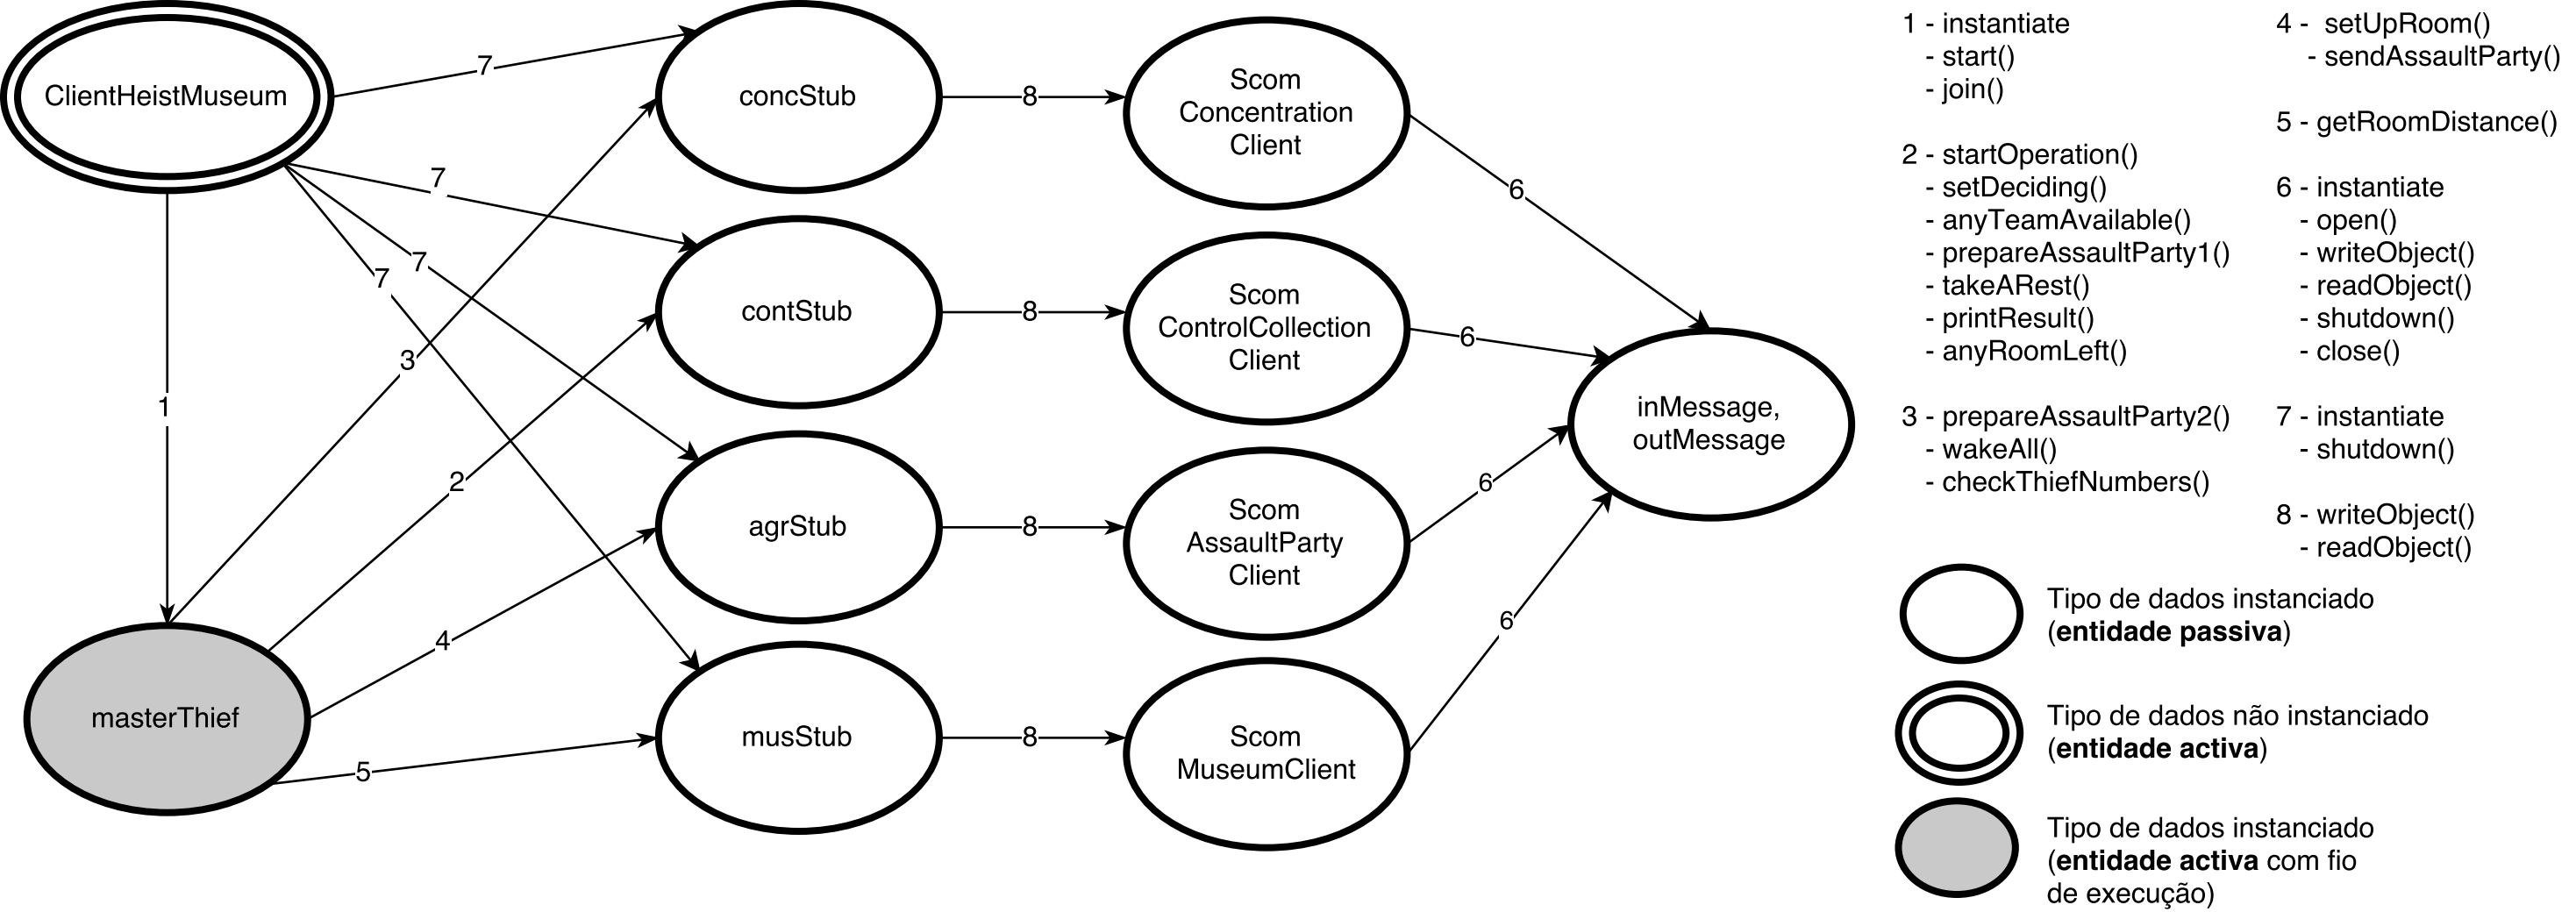 ClientHeistMuseum
concStub
Scom
Concentration
Client
contStub
Scom
ControlCollection
Client
agrStub
Scom
AssaultParty
Client
musStub
Scom
MuseumClient
masterThief
inMessage,
outMessage
7
7
7
7
1
3
2
4
5
8
8
8
8
6
6
6
6
1 - instantiate
- start()
- join()
2 - startOperation()
- setDeciding()
- anyTeamAvailable()
- prepareAssaultParty1()
- takeARest()
- printResult()
- anyRoomLeft()
3 - prepareAssaultParty2()
- wakeAll()
- checkThiefNumbers()
4 - setUpRoom()
- sendAssaultParty()
5 - getRoomDistance()
6 - instantiate
- open()
- writeObject()
- readObject()
- shutdown()
- close()
7 - instantiate
- shutdown()
8 - writeObject()
- readObject()
Tipo de dados instanciado
(entidade passiva)
Tipo de dados não instanciado
(entidade activa)
Tipo de dados instanciado
(entidade activa com fio
de execução)